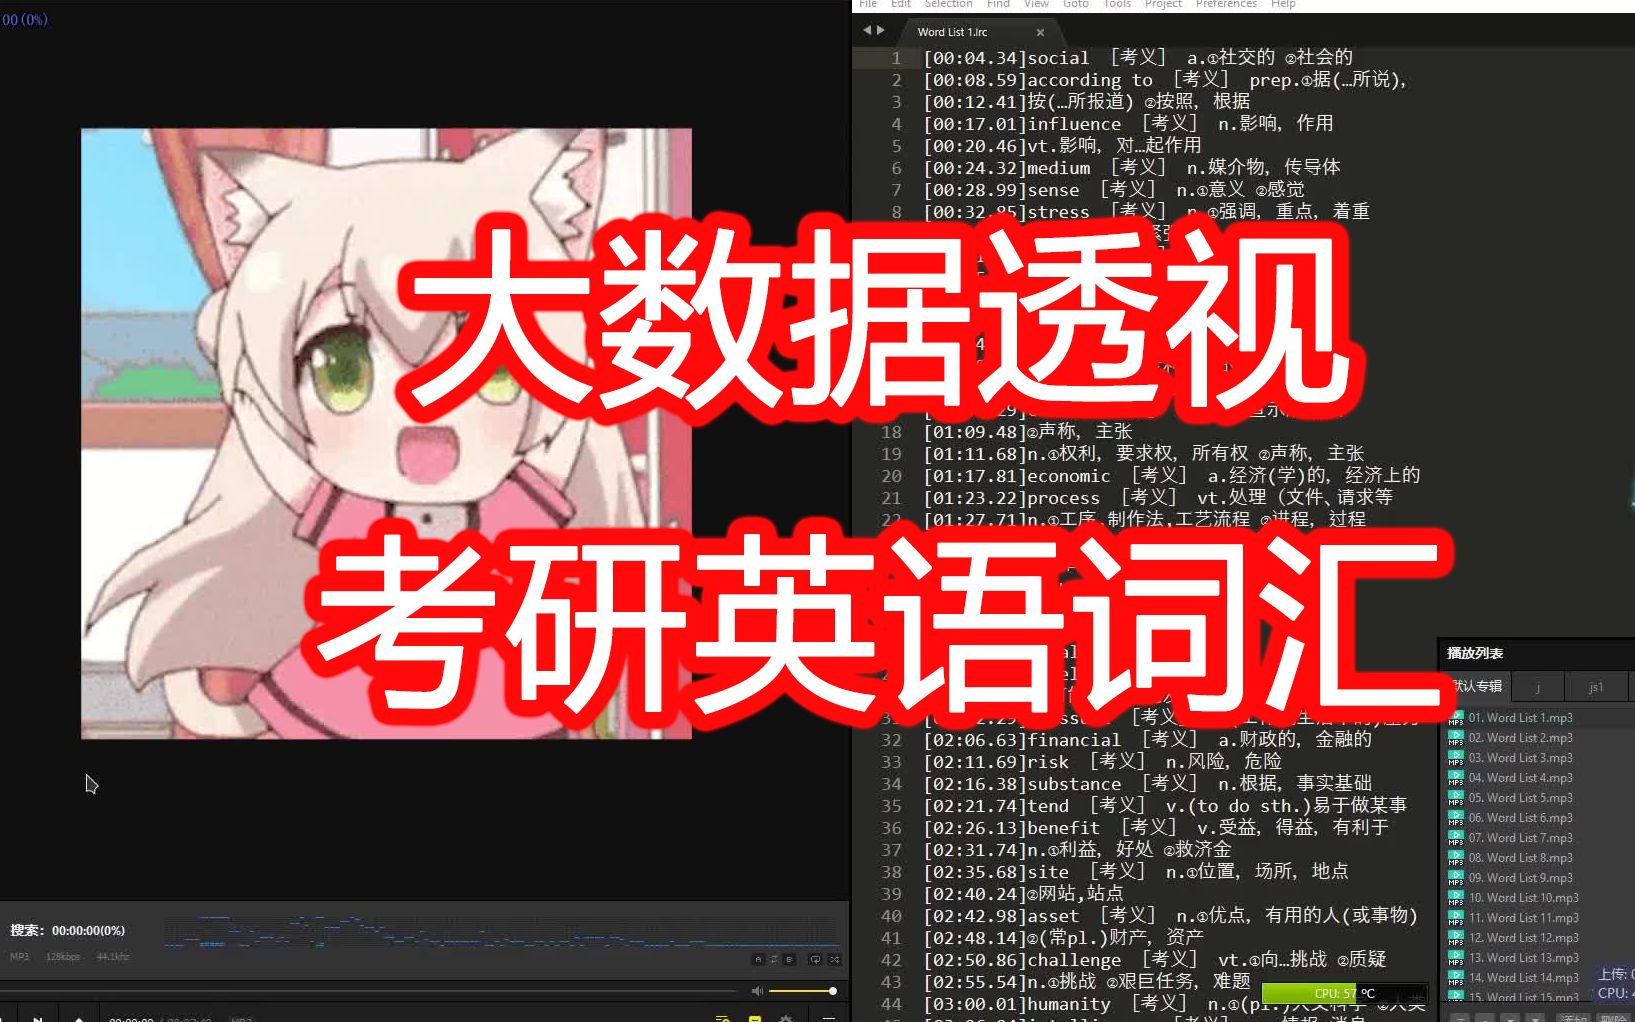 00(0%)
File Edit Selection Find View Goto Tools Project Preferences Help
Word List 1.lrc
1 [00:04.34]social [考义] a.①社交的 ②社会的
2 [00:08.59]according to [考义] prep.①据(…所说),
3 [00:12.41]按(…所报道) ②按照, 根据
4 [00:17.01]influence [考义] n.影响, 作用
5 [00:20.46]vt.影响, 对…起作用
6 [00:24.32]medium [考义] n.媒介物, 传导体
7 [00:28.99]sense [考义] n.①意义 ②感觉
8 [00:32.85]stress [考义] n.①强调, 重点, 着重
大数据透视
18 [01:09.48]②声称, 主张
19 [01:11.68]n.①权利, 要求权, 所有权 ②声称, 主张
20 [01:17.81]economic [考义] a.经济(学)的, 经济上的
21 [01:23.22]process [考义] vt.处理（文件、请求等
22 [01:27.71]n.①工序,制作法,工艺流程 ②进程, 过程
考研英语词汇
32 [02:06.63]financial [考义] a.财政的, 金融的
33 [02:11.69]risk [考义] n.风险, 危险
34 [02:16.38]substance [考义] n.根据, 事实基础
35 [02:21.74]tend [考义] v.(to do sth.)易于做某事
36 [02:26.13]benefit [考义] v.受益, 得益, 有利于
37 [02:31.74]n.①利益, 好处 ②救济金
38 [02:35.68]site [考义] n.①位置, 场所, 地点
39 [02:40.24]②网站,站点
40 [02:42.98]asset [考义] n.①优点, 有用的人(或事物)
41 [02:48.14]②(常pl.)财产, 资产
42 [02:50.86]challenge [考义] vt.①向…挑战 ②质疑
43 [02:55.54]n.①挑战 ②艰巨任务, 难题
44 [03:00.01]humanity [考义] n.①(pl.)人文科学 ②人类
播放列表
默认专辑 j js1
01. Word List 1.mp3
02. Word List 2.mp3
03. Word List 3.mp3
04. Word List 4.mp3
05. Word List 5.mp3
06. Word List 6.mp3
07. Word List 7.mp3
08. Word List 8.mp3
09. Word List 9.mp3
10. Word List 10.mp3
11. Word List 11.mp3
12. Word List 12.mp3
13. Word List 13.mp3
14. Word List 14.mp3
15. Word List 15.mp3
上传:
CPU:
CPU: 57 ℃
搜索: 00:00:00(0%)
MP3 128kbps 44.1khz